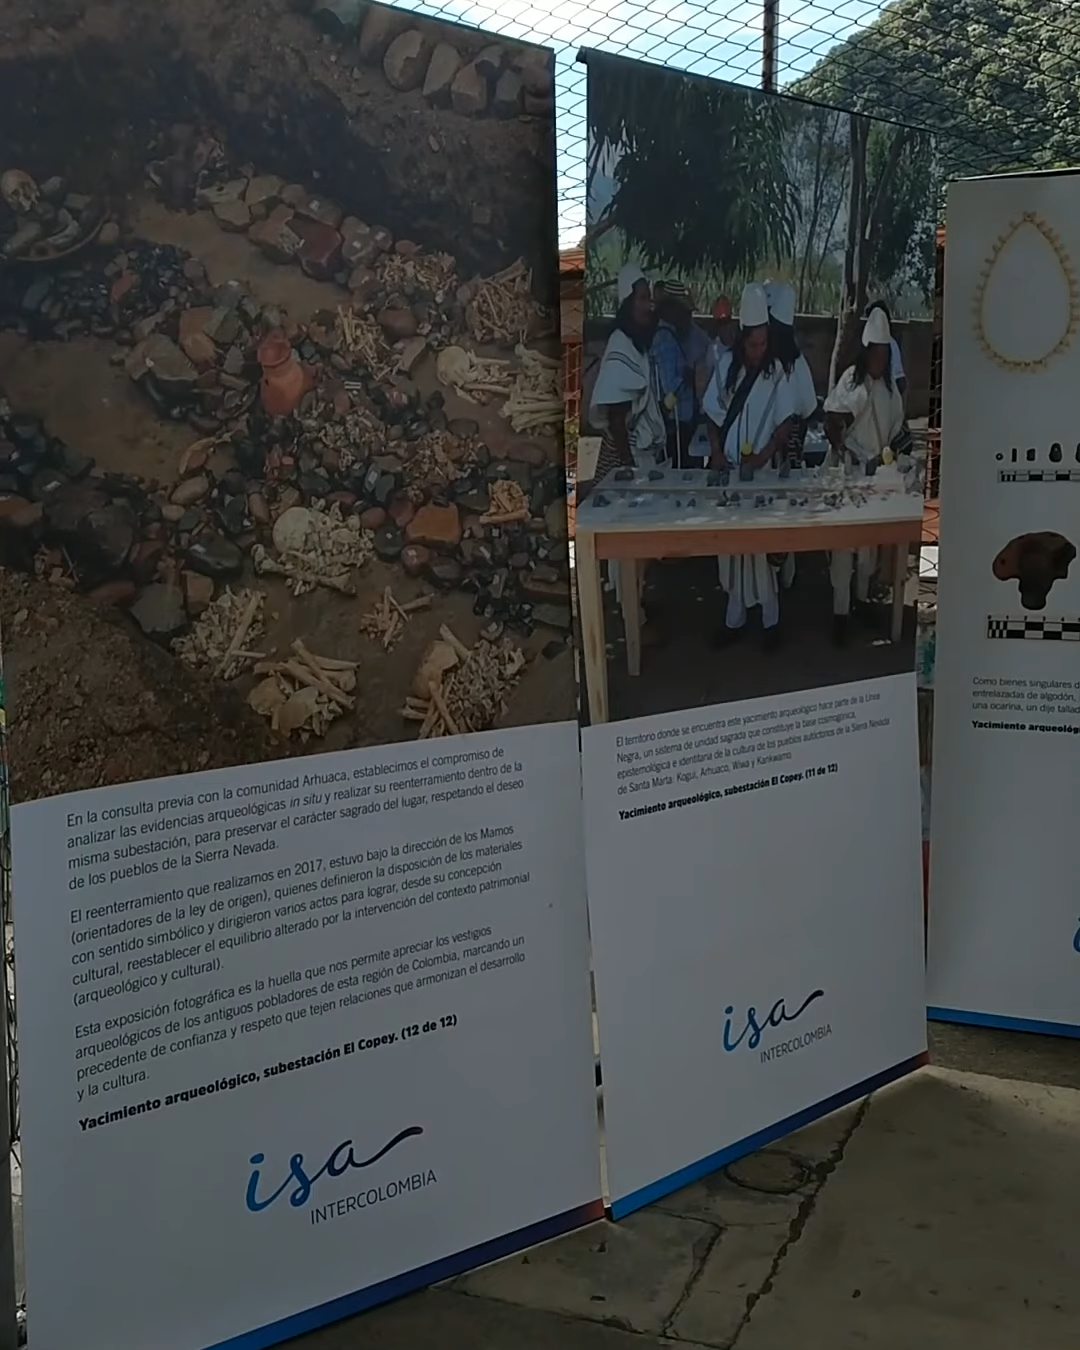 En la consulta previa con la comunidad Arhuaca, establecimos el compromiso de
analizar las evidencias arqueológicas in situ y realizar su reenterramiento dentro de la
misma subestación, para preservar el carácter sagrado del lugar, respetando el deseo
de los pueblos de la Sierra Nevada.
El reenterramiento que realizamos en 2017, estuvo bajo la dirección de los Mamos
(orientadores de la ley de origen), quienes definieron la disposición de los materiales
con sentido simbólico y dirigieron varios actos para lograr, desde su concepción
cultural, reestablecer el equilibrio alterado por la intervención del contexto patrimonial
(arqueológico y cultural).
Esta exposición fotográfica es la huella que nos permite apreciar los vestigios
arqueológicos de los antiguos pobladores de esta región de Colombia, marcando un
precedente de confianza y respeto que tejen relaciones que armonizan el desarrollo
y la cultura.
Yacimiento arqueológico, subestación El Copey. (12 de 12)
isa
INTERCOLOMBIA
El territorio donde se encuentra este yacimiento arqueológico hace parte de la Línea
Negra, un sistema de unidad sagrada que constituye la base cosmogónica,
epistemológica e identitaria de la cultura de los pueblos autóctonos de la Sierra Nevada
de Santa Marta: Kogui, Arhuaco, Wiwa y Kankwamo.
Yacimiento arqueológico, subestación El Copey. (11 de 12)
isa
INTERCOLOMBIA
Como bienes singulares d
entrelazadas de algodón,
una ocarina, un dije tallad
Yacimiento arqueológ